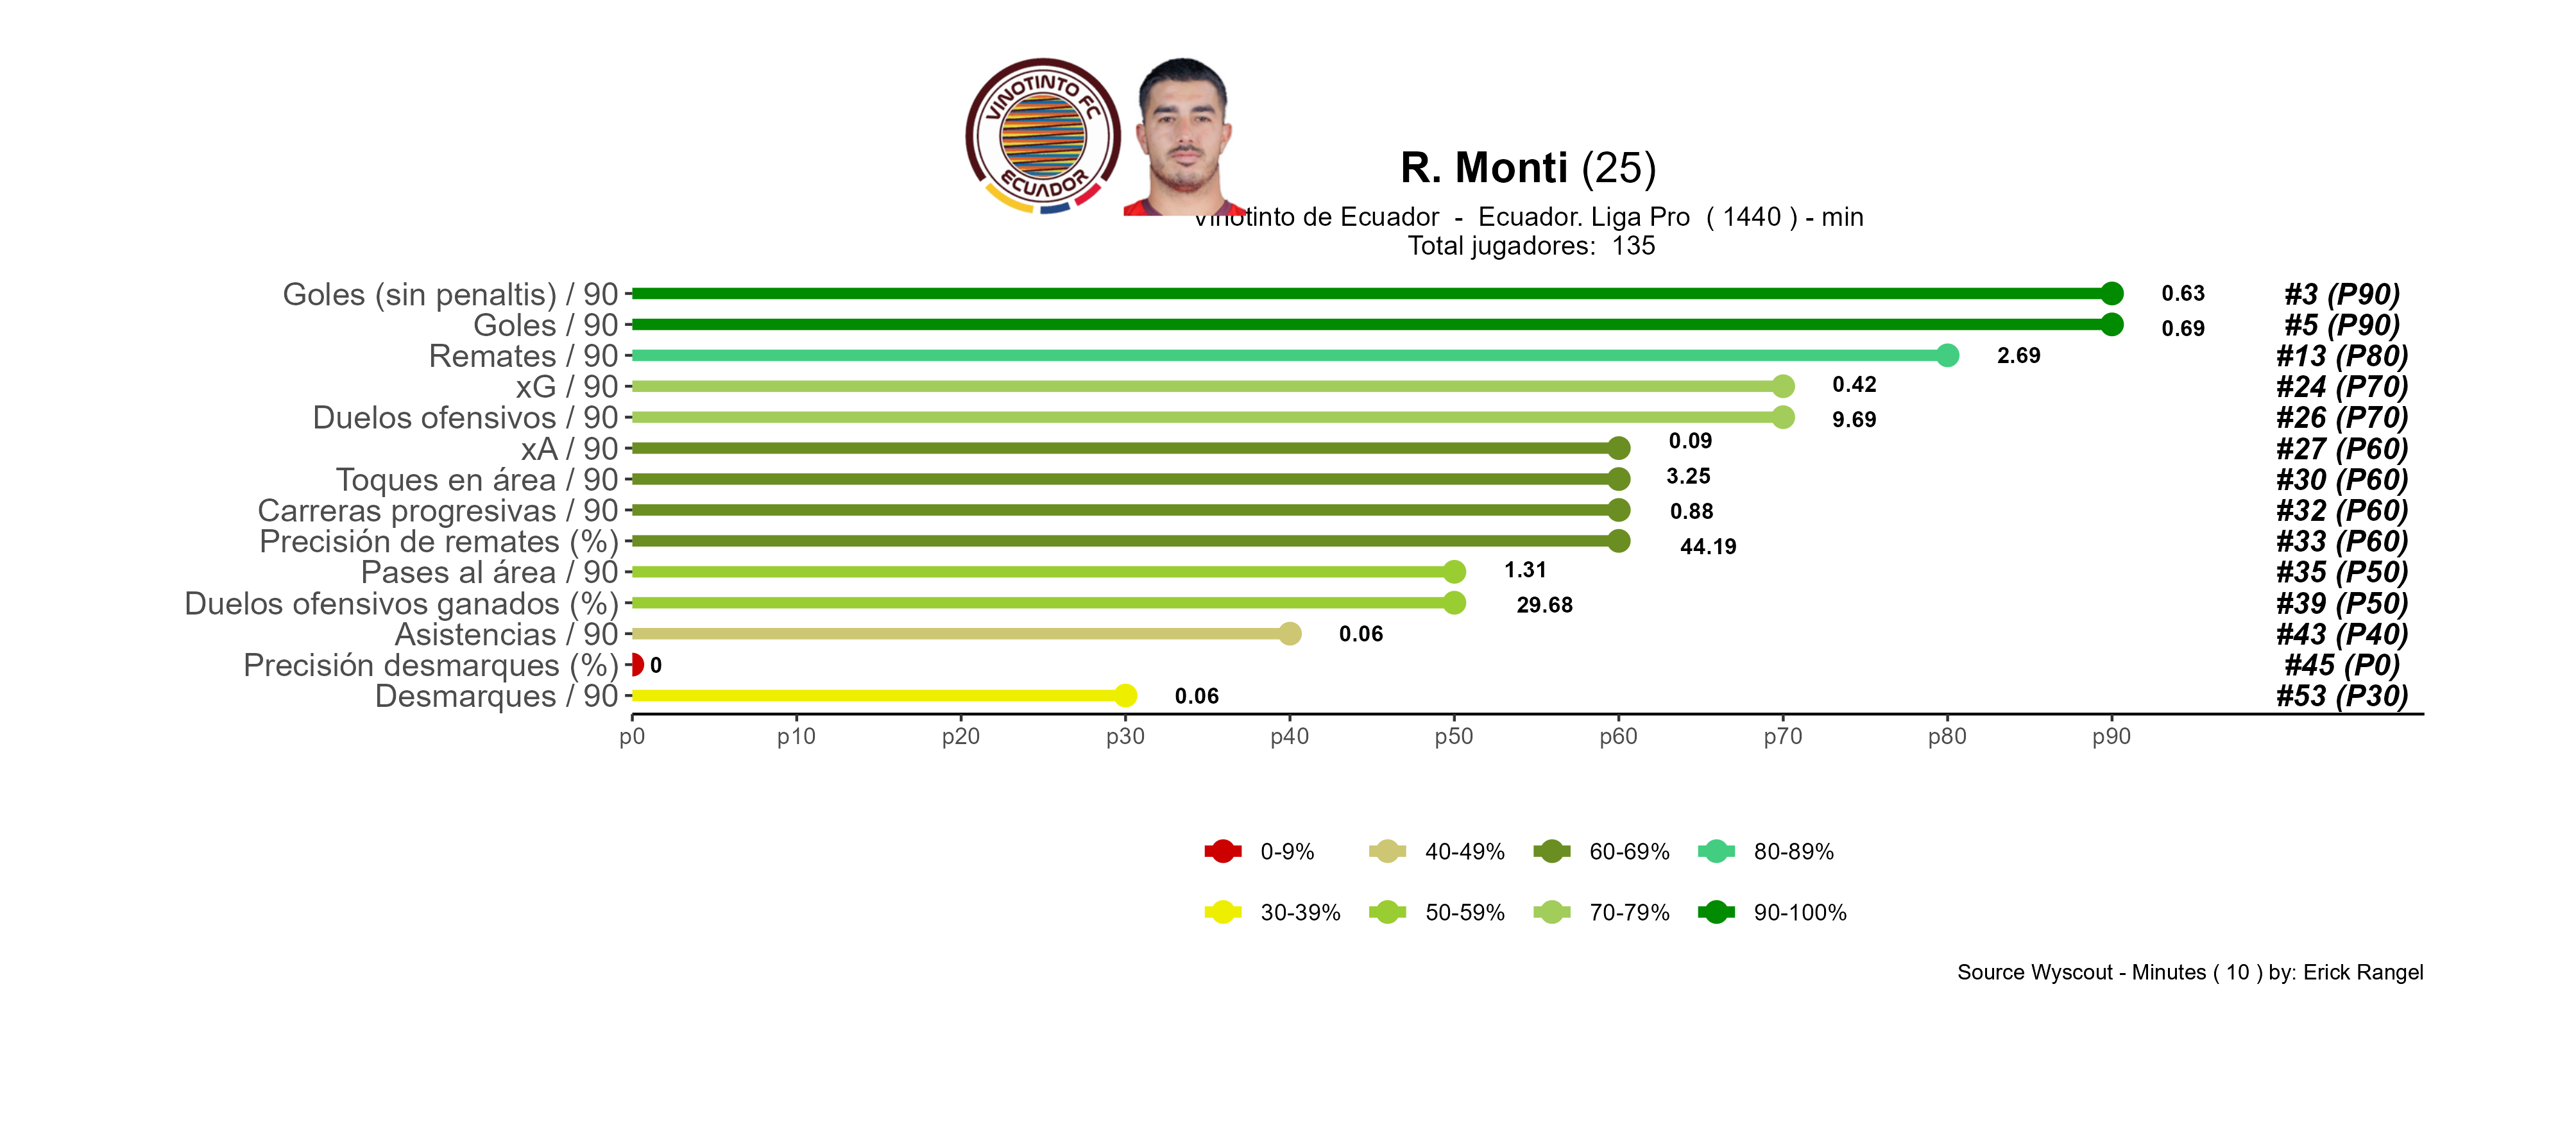 VINOTINTO FC
ECUADOR
R. Monti (25)
Vinotinto de Ecuador - Ecuador. Liga Pro ( 1440 ) - min
Total jugadores: 135
Goles (sin penaltis) / 90 0.63 #3 (P90)
Goles / 90 0.69 #5 (P90)
Remates / 90 2.69 #13 (P80)
xG / 90 0.42 #24 (P70)
Duelos ofensivos / 90 9.69 #26 (P70)
xA / 90 0.09 #27 (P60)
Toques en área / 90 3.25 #30 (P60)
Carreras progresivas / 90 0.88 #32 (P60)
Precisión de remates (%) 44.19 #33 (P60)
Pases al área / 90 1.31 #35 (P50)
Duelos ofensivos ganados (%) 29.68 #39 (P50)
Asistencias / 90 0.06 #43 (P40)
Precisión desmarques (%) 0 #45 (P0)
Desmarques / 90 0.06 #53 (P30)
p0 p10 p20 p30 p40 p50 p60 p70 p80 p90
0-9% 40-49% 60-69% 80-89%
30-39% 50-59% 70-79% 90-100%
Source Wyscout - Minutes ( 10 ) by: Erick Rangel